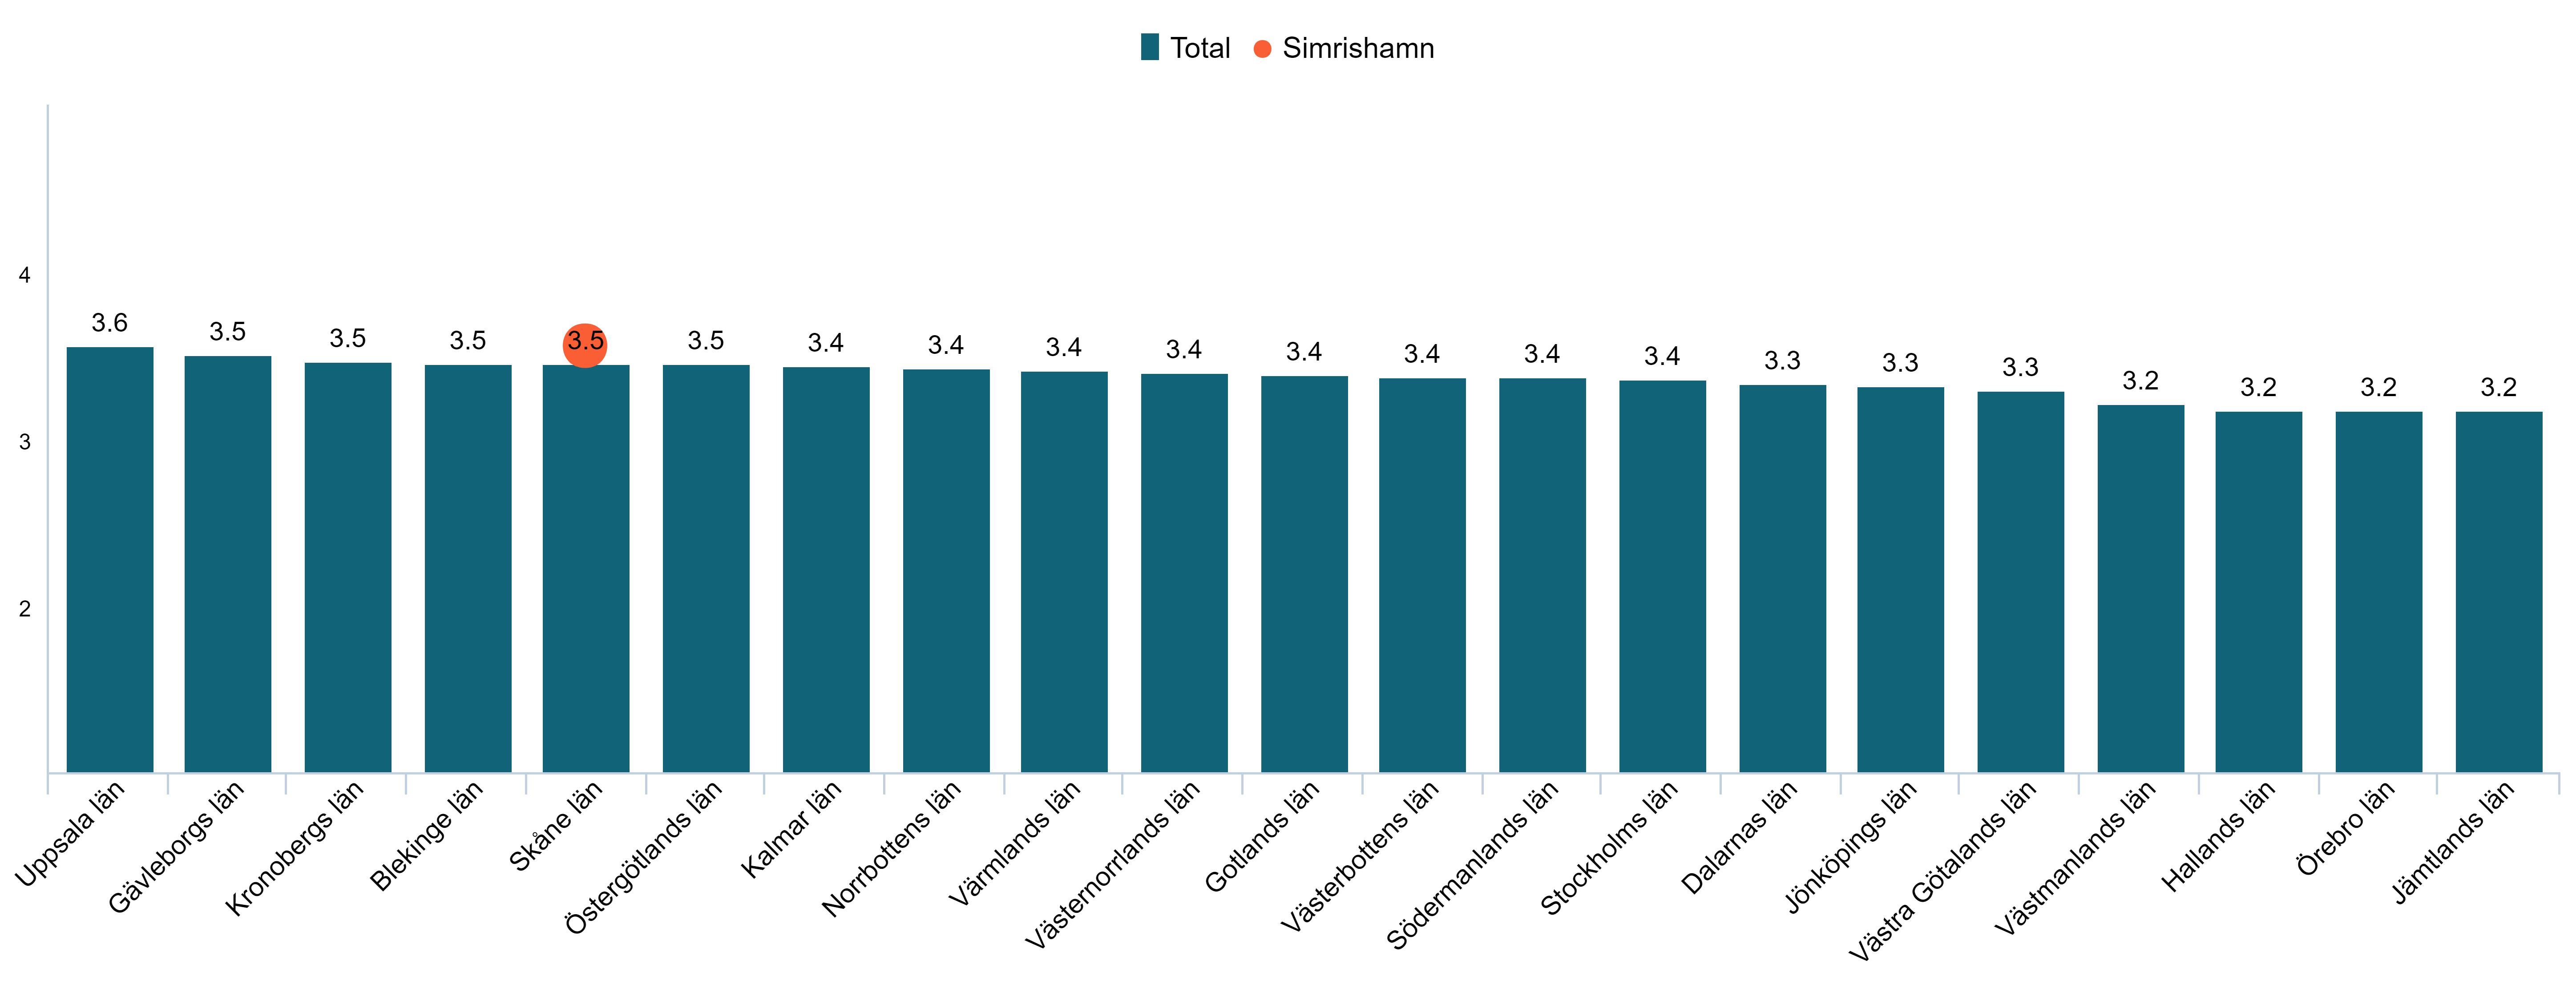 Total Simrishamn
4
3
2
3.6 3.5 3.5 3.5 3.5 3.5 3.4 3.4 3.4 3.4 3.4 3.4 3.4 3.4 3.3 3.3 3.3 3.2 3.2 3.2 3.2
Uppsala län
Gävleborgs län
Kronobergs län
Blekinge län
Skåne län
Östergötlands län
Kalmar län
Norrbottens län
Värmlands län
Västernorrlands län
Gotlands län
Västerbottens län
Södermanlands län
Stockholms län
Dalarnas län
Jönköpings län
Västra Götalands län
Västmanlands län
Hallands län
Örebro län
Jämtlands län